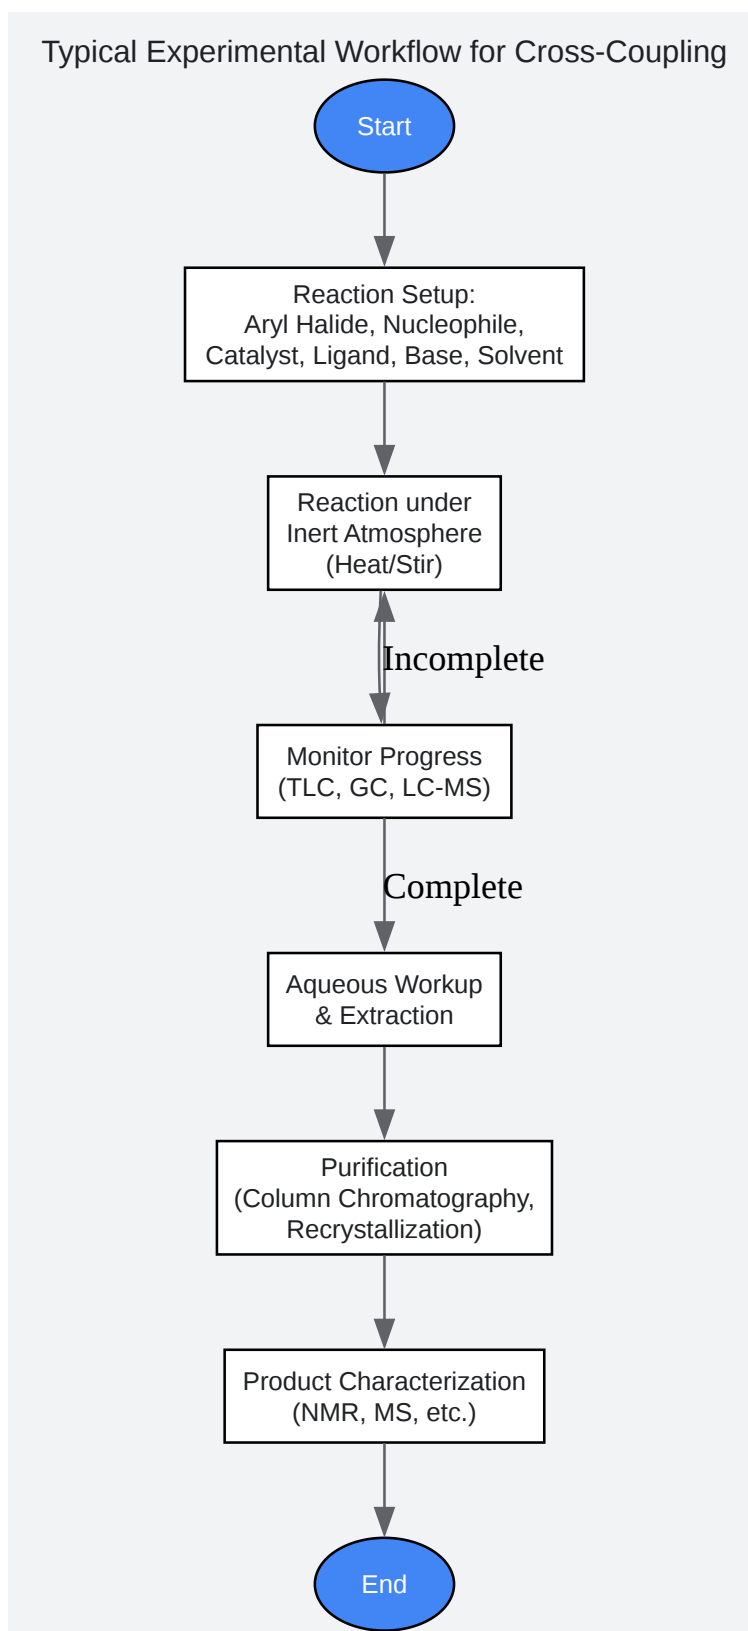 Typical Experimental Workflow for Cross-Coupling
Start
Reaction Setup:
Aryl Halide, Nucleophile,
Catalyst, Ligand, Base, Solvent
Reaction under
Inert Atmosphere
(Heat/Stir)
Incomplete
Monitor Progress
(TLC, GC, LC-MS)
Complete
Aqueous Workup
& Extraction
Purification
(Column Chromatography,
Recrystallization)
Product Characterization
(NMR, MS, etc.)
End